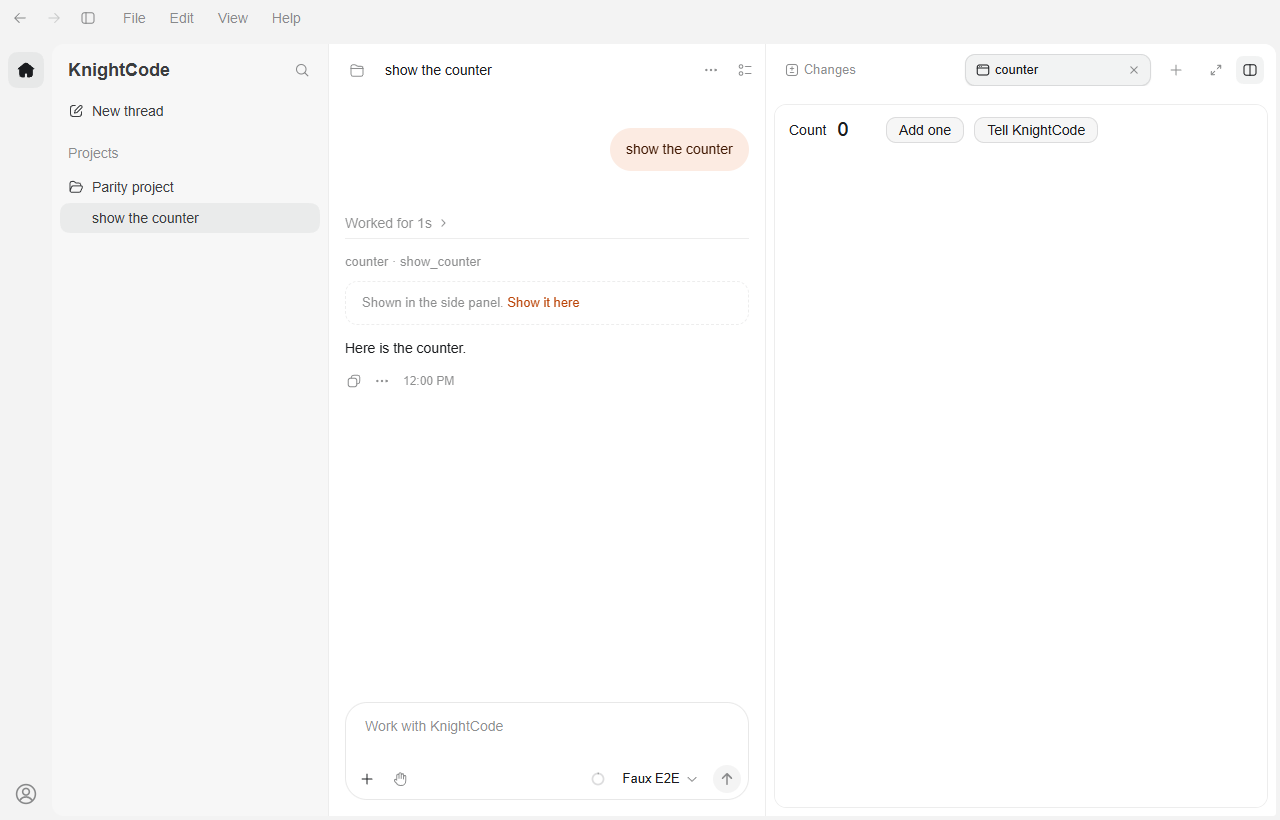 File Edit View Help
KnightCode
New thread
Projects
Parity project
show the counter
show the counter
show the counter
Worked for 1s
counter · show_counter
Shown in the side panel. Show it here
Here is the counter.
12:00 PM
Work with KnightCode
Faux E2E
Changes
counter
Count 0 Add one Tell KnightCode